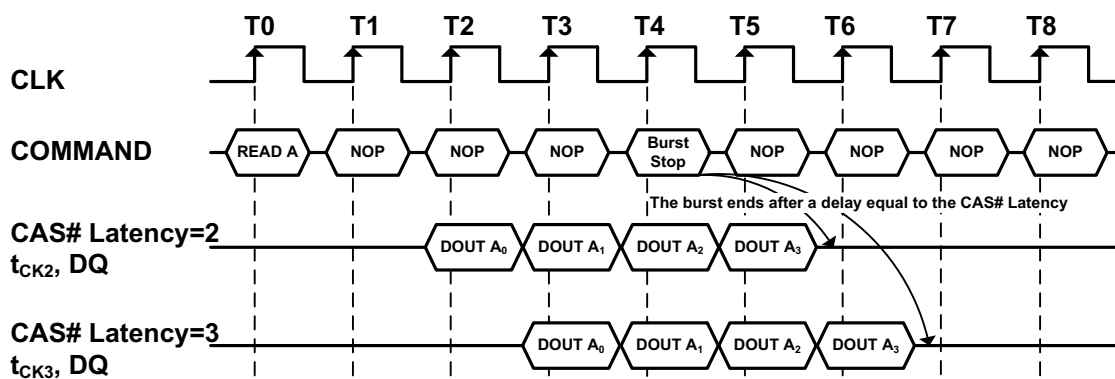 T0 T1 T2 T3 T4 T5 T6 T7 T8
CLK
COMMAND READ A NOP NOP NOP Burst Stop NOP NOP NOP NOP
The burst ends after a delay equal to the CAS# Latency
CAS# Latency=2
t_CK2, DQ DOUT A₀ DOUT A₁ DOUT A₂ DOUT A₃
CAS# Latency=3
t_CK3, DQ DOUT A₀ DOUT A₁ DOUT A₂ DOUT A₃